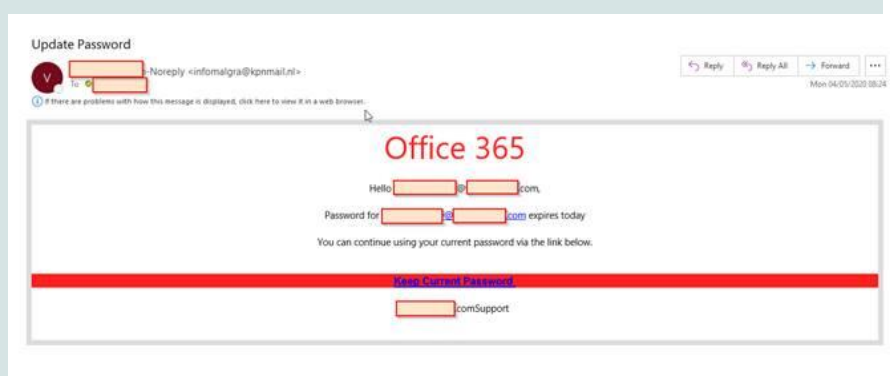 Update Password
V
-Noreply <infomalgra@kpnmail.nl>
Reply Reply All Forward ...
To
Mon 04/05/2020 08:24
If there are problems with how this message is displayed, click here to view it in a web browser.
Office 365
Hello @ com,
Password for @ .com expires today
You can continue using your current password via the link below.
Keep Current Password
.comSupport